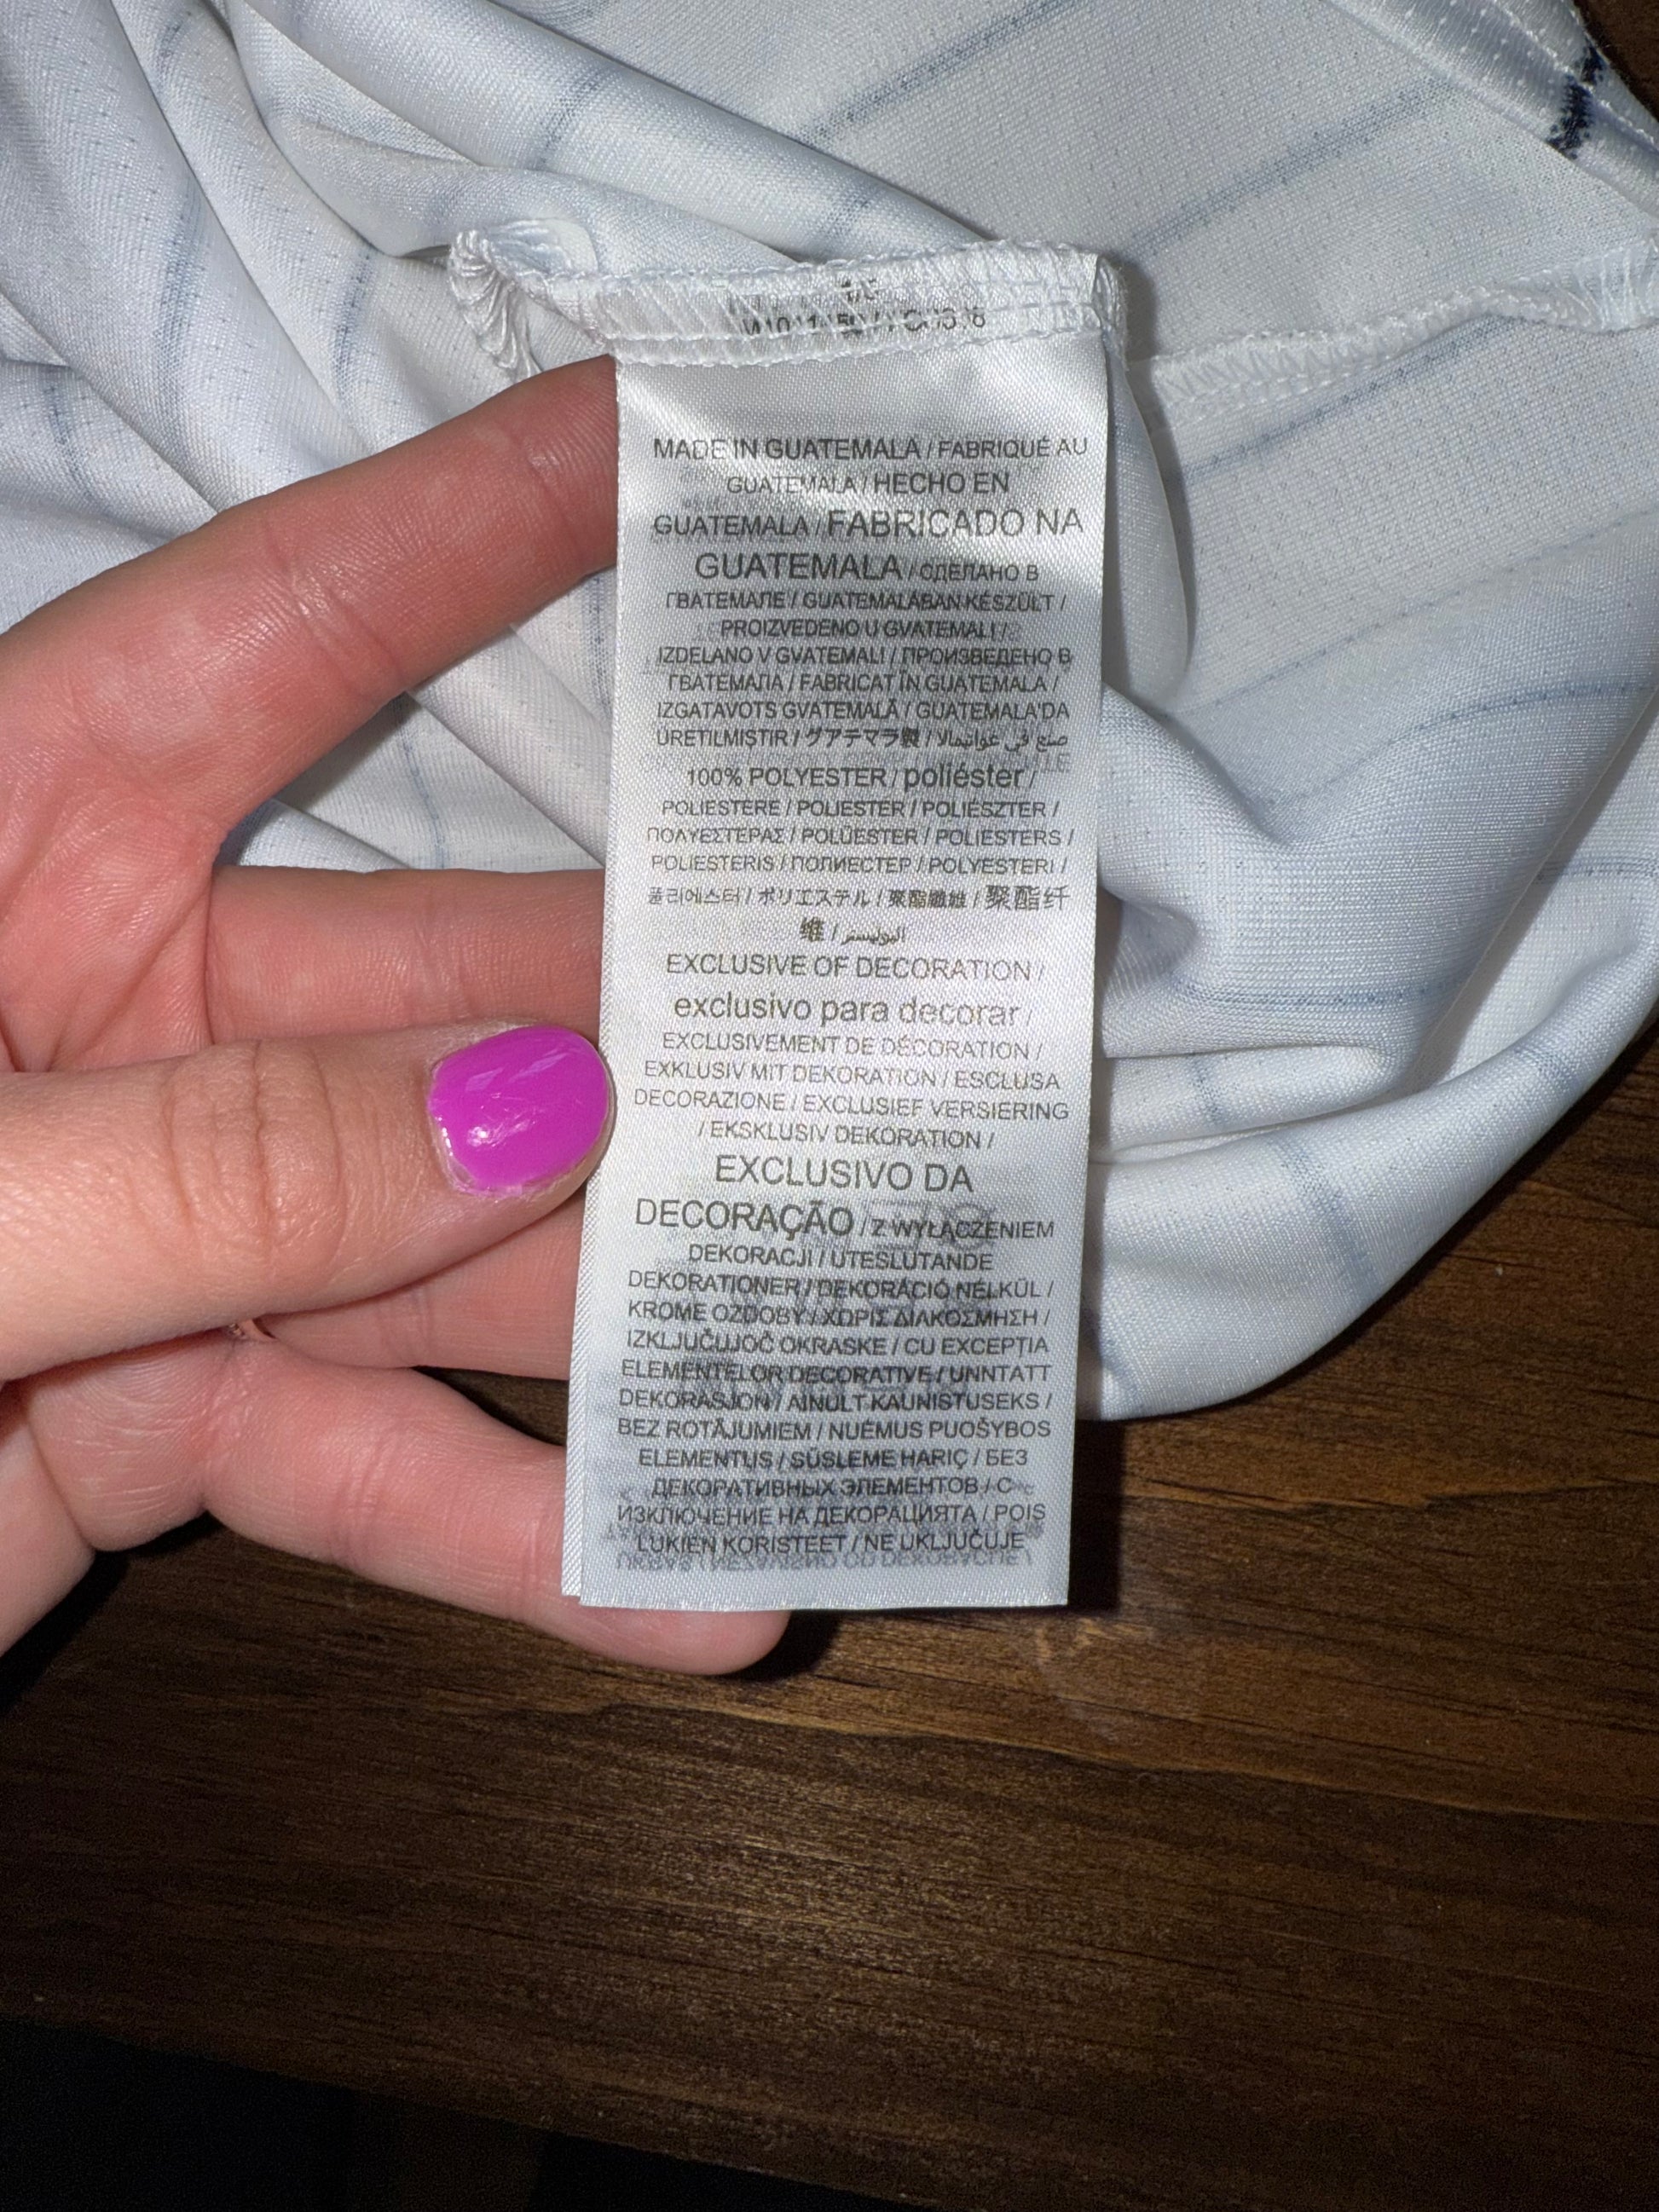 MADE IN GUATEMALA / FABRIQUÉ AU
GUATEMALA / HECHO EN
GUATEMALA / FABRICADO NA
GUATEMALA / СДЕЛАНО В
ГВАТЕМАЛЕ / GUATEMALÁBAN KÉSZÜLT /
PROIZVEDENO U GVATEMALI /
IZDELANO V GVATEMALI / ПРОИЗВЕДЕНО В
ГВАТЕМАЛА / FABRICAT ÎN GUATEMALA /
IZGATAVOTS GVATEMALĀ / GUATEMALA'DA
ÜRETILMIŞTIR / グアテマラ製 / صنع في غواتيمالا
100% POLYESTER / poliéster /
POLIESTERE / POLIESTER / POLIÉSZTER /
ΠΟΛΥΕΣΤΕΡΑΣ / POLÜESTER / POLIESTERS /
POLIESTERIS / ПОЛИЕСТЕР / POLYESTERI /
폴리에스터 / ポリエステル / 聚酯纖維 / 聚酯纤
维 / البوليستر
EXCLUSIVE OF DECORATION /
exclusivo para decorar /
EXCLUSIVEMENT DE DÉCORATION /
EXKLUSIV MIT DEKORATION / ESCLUSA
DECORAZIONE / EXCLUSIEF VERSIERING
/ EKSKLUSIV DEKORATION /
EXCLUSIVO DA
DECORAÇÃO / Z WYŁĄCZENIEM
DEKORACJI / UTESLUTANDE
DEKORATIONER / DEKORÁCIÓ NÉLKÜL /
KROME OZDOBY / ΧΩΡΙΣ ΔΙΑΚΟΣΜΗΣΗ /
IZKLJUČUJOČ OKRASKE / CU EXCEPȚIA
ELEMENTELOR DECORATIVE / UNNTATT
DEKORASJON / AINULT KAUNISTUSEKS /
BEZ ROTĀJUMIEM / NUĖMUS PUOŠYBOS
ELEMENTUS / SÜSLEME HARIÇ / БЕЗ
ДЕКОРАТИВНЫХ ЭЛЕМЕНТОВ / С
ИЗКЛЮЧЕНИЕ НА ДЕКОРАЦИЯТА / POIS
LUKIEN KORISTEET / NE UKLJUČUJE